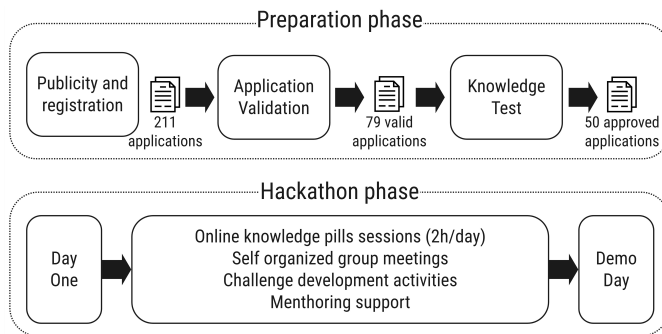 Preparation phase
Publicity and
registration
211
applications
Application
Validation
79 valid
applications
Knowledge
Test
50 approved
applications
Hackathon phase
Day
One
Online knowledge pills sessions (2h/day)
Self organized group meetings
Challenge development activities
Menthoring support
Demo
Day